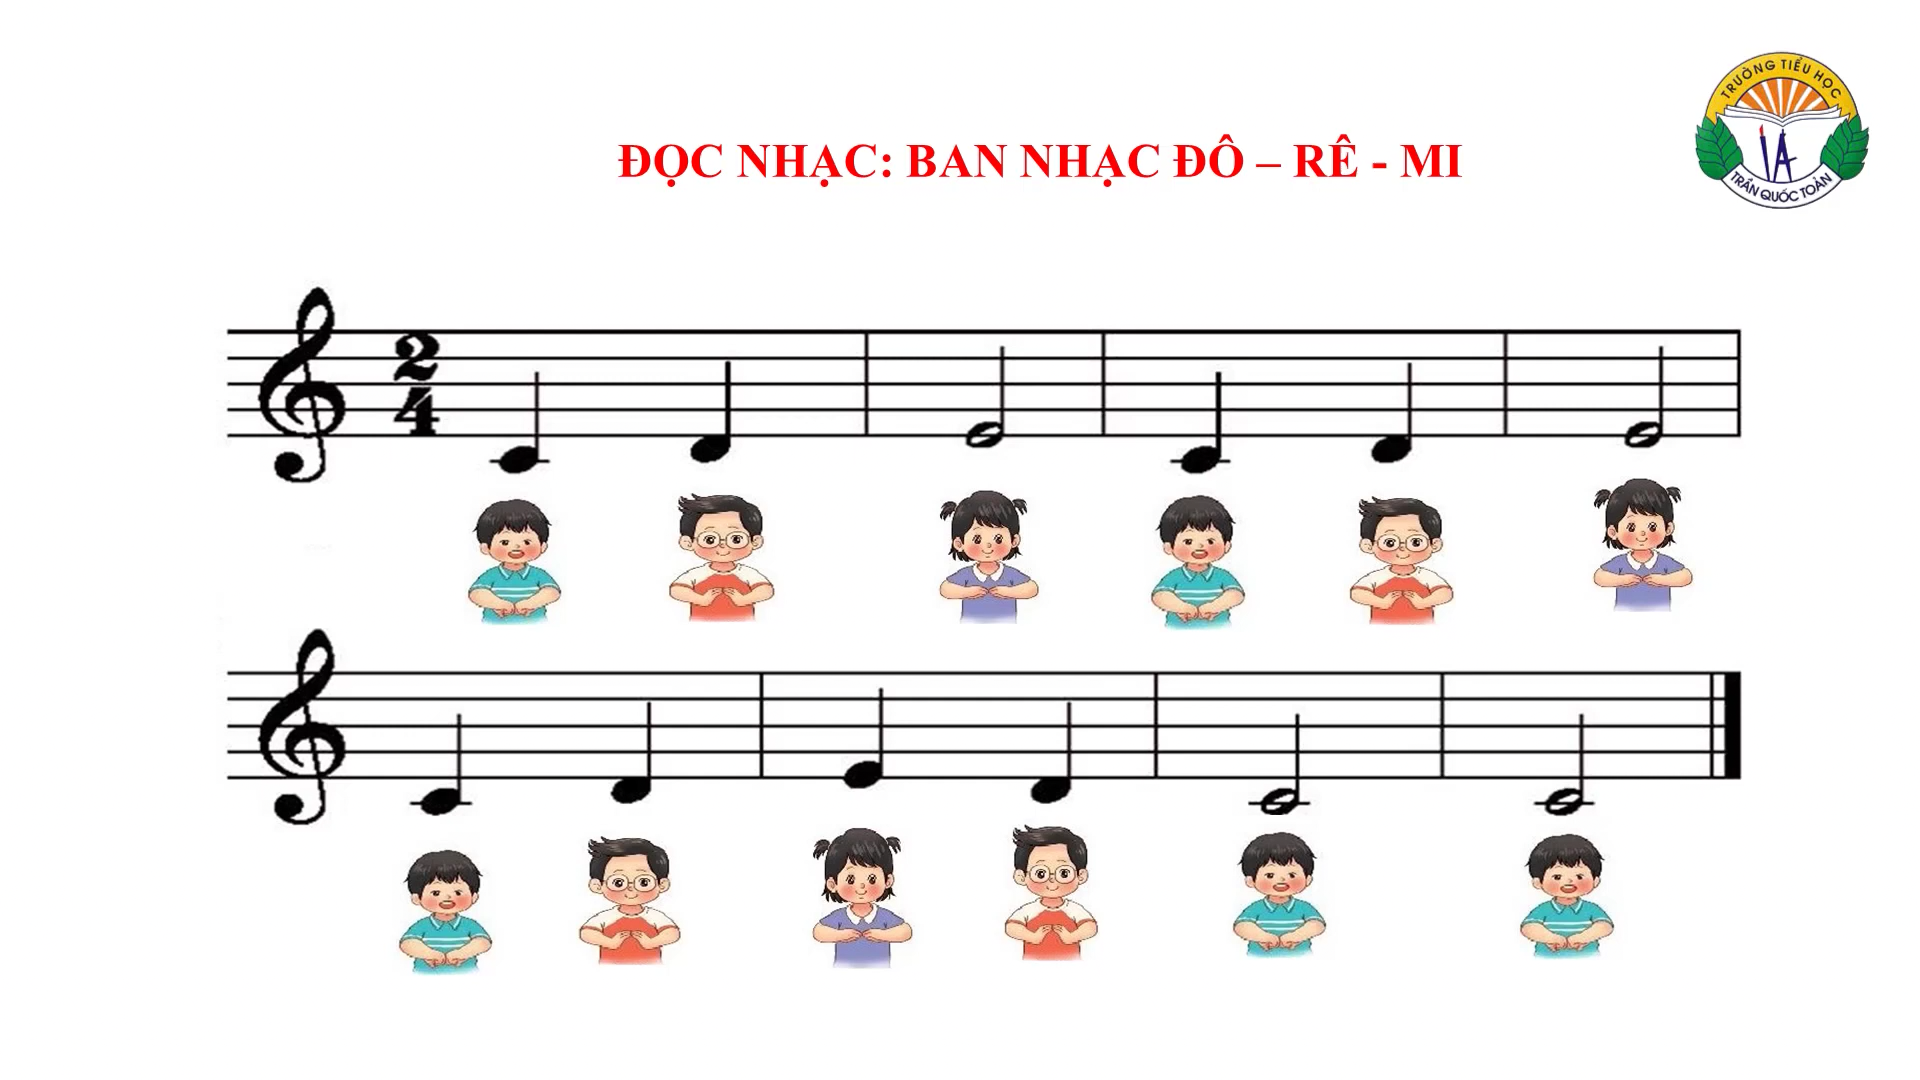 TRƯỜNG TIỂU HỌC
TRẦN QUỐC TOẢN
ĐỌC NHẠC: BAN NHẠC ĐÔ – RÊ - MI
2
4